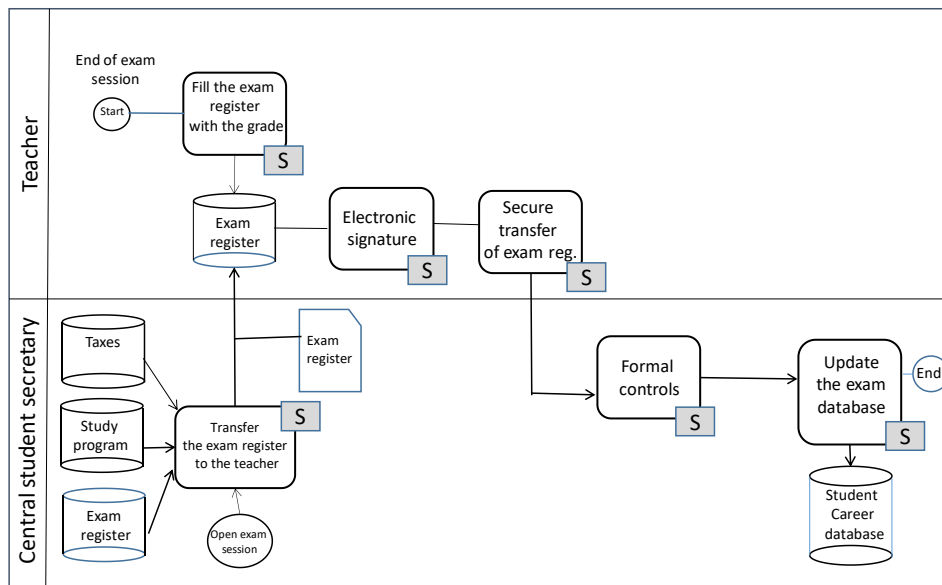 Teacher
End of exam
session
Start
Fill the exam
register
with the grade
S
Exam
register
Electronic
signature
S
Secure
transfer
of exam reg.
S
Central student secretary
Taxes
Study
program
Exam
register
Transfer
the exam register
to the teacher
S
Open exam
session
Exam
register
Formal
controls
S
Update
the exam
database
S
End
Student
Career
database